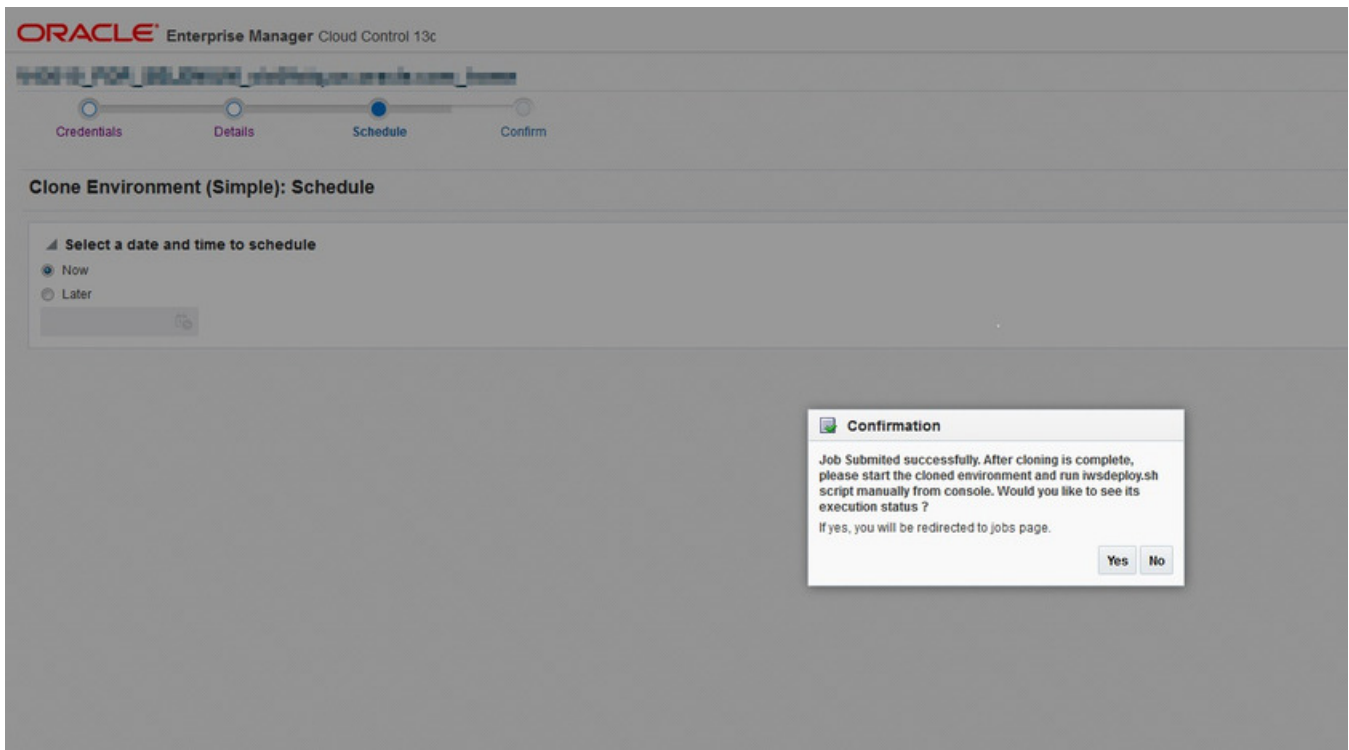 ORACLE Enterprise Manager Cloud Control 13c
Credentials Details Schedule Confirm
Clone Environment (Simple): Schedule
Select a date and time to schedule
Now
Later
Confirmation
Job Submited successfully. After cloning is complete,
please start the cloned environment and run iwsdeploy.sh
script manually from console. Would you like to see its
execution status ?
If yes, you will be redirected to jobs page.
Yes No